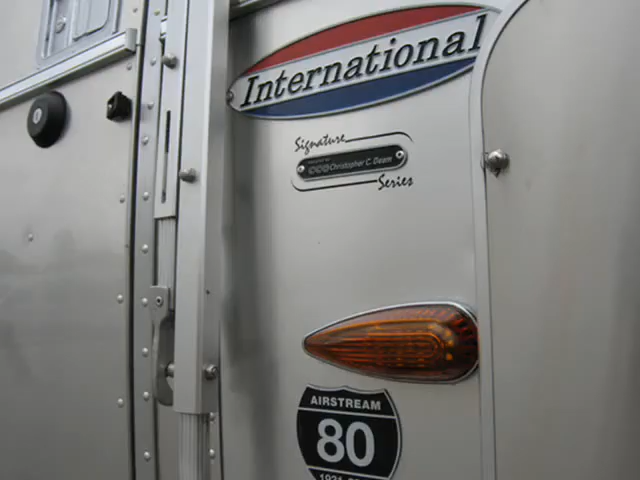 International
Signature
Christopher C. Deam
Series
AIRSTREAM
80